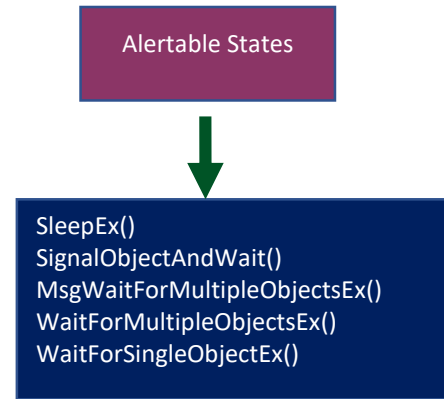 Alertable States
SleepEx()
SignalObjectAndWait()
MsgWaitForMultipleObjectsEx()
WaitForMultipleObjectsEx()
WaitForSingleObjectEx()